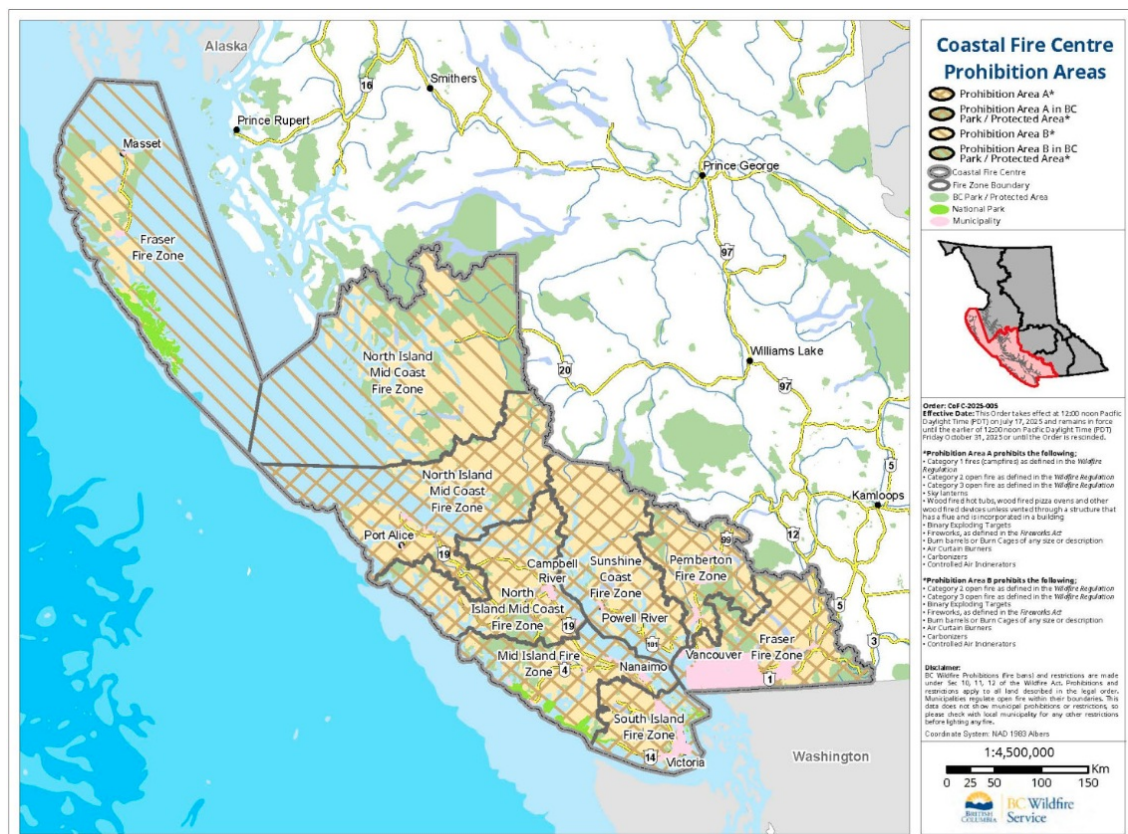 Alaska
Smithers
16
Prince Rupert
Masset
Prince George
Fraser
Fire Zone
97
North Island
Mid Coast
Fire Zone
Williams Lake
20
97
North Island
Mid Coast
Fire Zone
5
Kamloops
Port Alice
19
Campbell
River
Sunshine
Coast
Fire Zone
99
Pemberton
Fire Zone
12
North
Island Mid Coast
Fire Zone
19
Powell River
101
Fraser
Fire Zone
5
3
Mid Island Fire
Zone
4
Nanaimo
Vancouver
1
South Island
Fire Zone
14
Victoria
Washington
Coastal Fire Centre
Prohibition Areas
Prohibition Area A*
Prohibition Area A in BC
Park / Protected Area*
Prohibition Area B*
Prohibition Area B in BC
Park / Protected Area*
Coastal Fire Centre
Fire Zone Boundary
BC Park / Protected Area
National Park
Municipality
Order: CoFC-2025-005
Effective Date: This Order takes effect at 12:00 noon Pacific
Daylight Time (PDT) on July 17, 2025 and remains in force
until the earlier of 12:00 noon Pacific Daylight Time (PDT)
Friday October 31, 2025 or until the Order is rescinded.
*Prohibition Area A prohibits the following;
• Category 1 fires (campfires) as defined in the Wildfire
Regulation
• Category 2 open fire as defined in the Wildfire Regulation
• Category 3 open fire as defined in the Wildfire Regulation
• Sky lanterns
• Wood fired hot tubs, wood fired pizza ovens and other
wood fired devices unless vented through a structure that
has a flue and is incorporated in a building
• Binary Exploding Targets
• Fireworks, as defined in the Fireworks Act
• Burn barrels or Burn Cages of any size or description
• Air Curtain Burners
• Carbonizers
• Controlled Air Incinerators
*Prohibition Area B prohibits the following;
• Category 2 open fire as defined in the Wildfire Regulation
• Category 3 open fire as defined in the Wildfire Regulation
• Binary Exploding Targets
• Fireworks, as defined in the Fireworks Act
• Burn barrels or Burn Cages of any size or description
• Air Curtain Burners
• Carbonizers
• Controlled Air Incinerators
Disclaimer:
BC Wildfire Prohibitions (fire bans) and restrictions are made
under Sec 10, 11, 12 of the Wildfire Act. Prohibitions and
restrictions apply to all land described in the legal order.
Municipalities regulate open fire within their boundaries. This
data does not show municipal prohibitions or restrictions, so
please check with local municipality for any other restrictions
before lighting any fire.
Coordinate System: NAD 1983 Albers
1:4,500,000
Km
0 25 50 100 150
BRITISH
COLUMBIA
BC Wildfire
Service